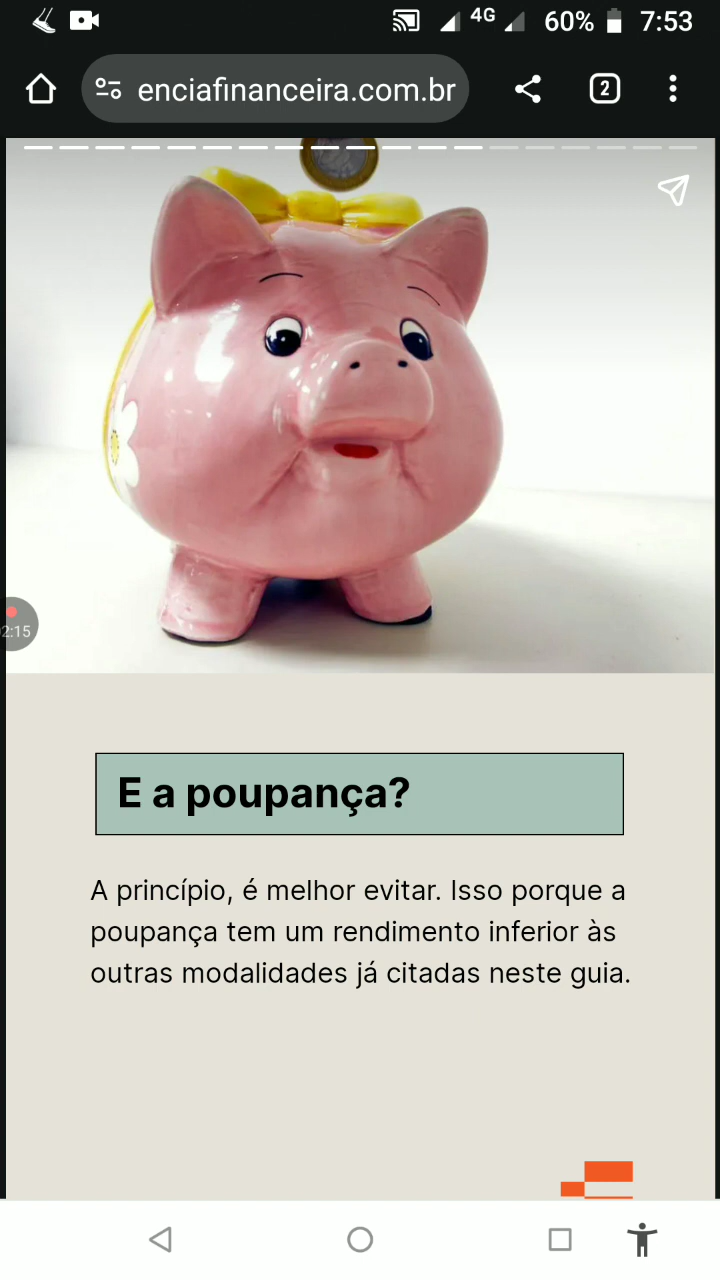 4G 60% 7:53
enciafinanceira.com.br
2
2:15
E a poupança?
A princípio, é melhor evitar. Isso porque a
poupança tem um rendimento inferior às
outras modalidades já citadas neste guia.